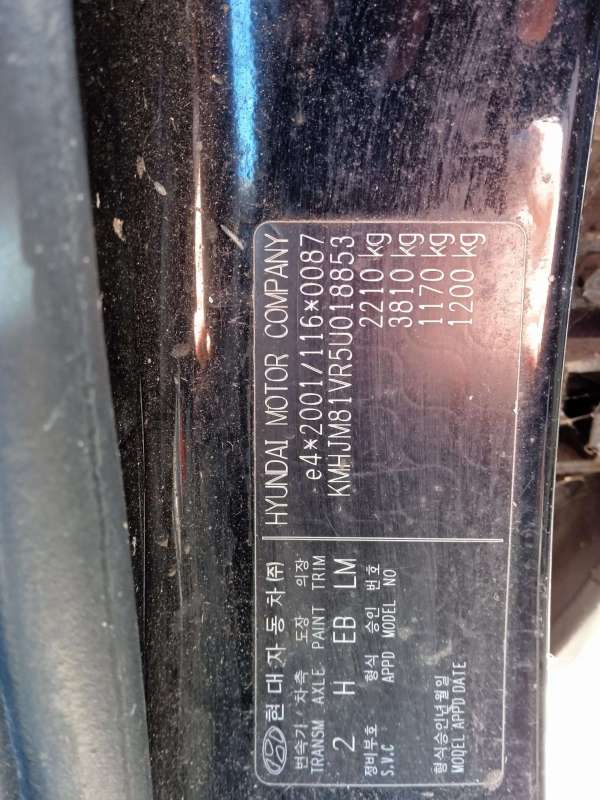 현대자동차(주) HYUNDAI MOTOR COMPANY
변속기 차축 도장 의장
TRANSM AXLE PAINT TRIM
2 H EB LM
정비부호 형식 승인 번호
S.V.C APPD MODEL NO
형식승인년월일
MODEL APPD DATE
e4*2001/116*0087
KMHJM81VR5U018853
2210 kg
3810 kg
1170 kg
1200 kg